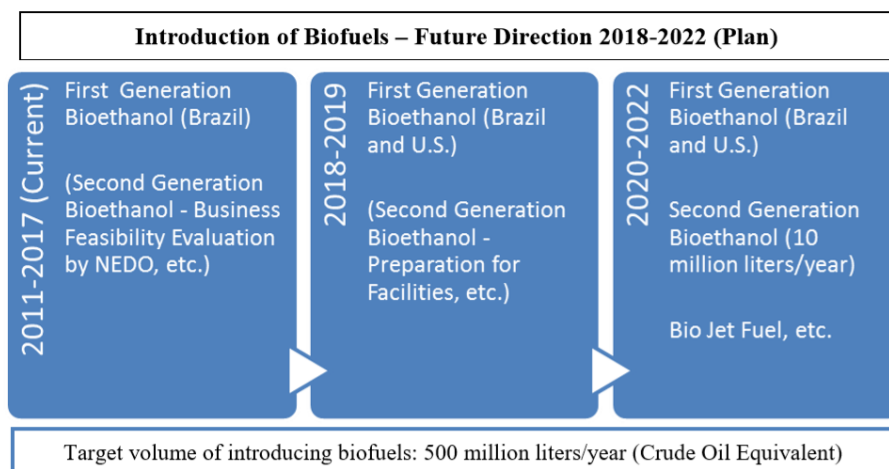 Introduction of Biofuels – Future Direction 2018-2022 (Plan)
2011-2017 (Current)
First Generation
Bioethanol (Brazil)
(Second Generation
Bioethanol - Business
Feasibility Evaluation
by NEDO, etc.)
2018-2019
First Generation
Bioethanol (Brazil
and U.S.)
(Second Generation
Bioethanol -
Preparation for
Facilities, etc.)
2020-2022
First Generation
Bioethanol (Brazil
and U.S.)
Second Generation
Bioethanol (10
million liters/year)
Bio Jet Fuel, etc.
Target volume of introducing biofuels: 500 million liters/year (Crude Oil Equivalent)